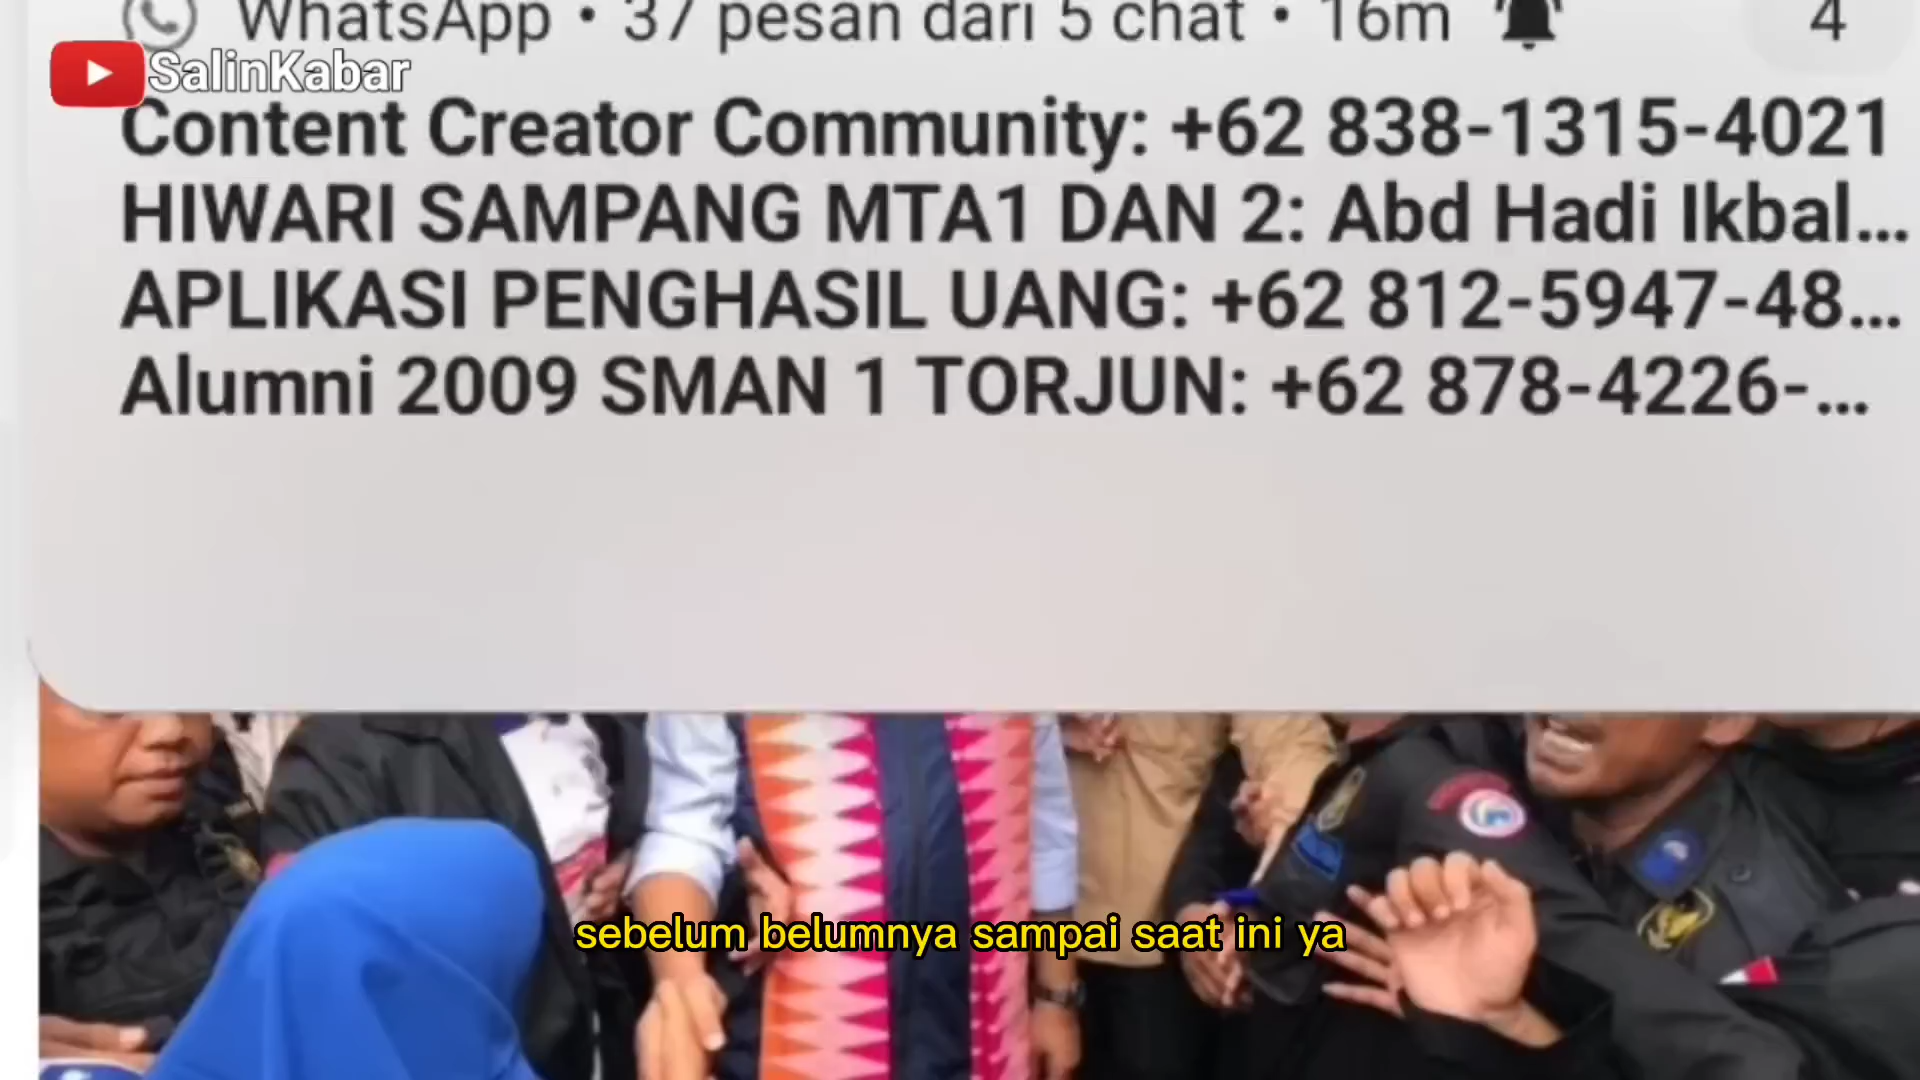 WhatsApp • 37 pesan dari 5 chat • 16m
4
SalinKabar
Content Creator Community: +62 838-1315-4021
HIWARI SAMPANG MTA1 DAN 2: Abd Hadi Ikbal...
APLIKASI PENGHASIL UANG: +62 812-5947-48...
Alumni 2009 SMAN 1 TORJUN: +62 878-4226-...
sebelum belumnya sampai saat ini ya